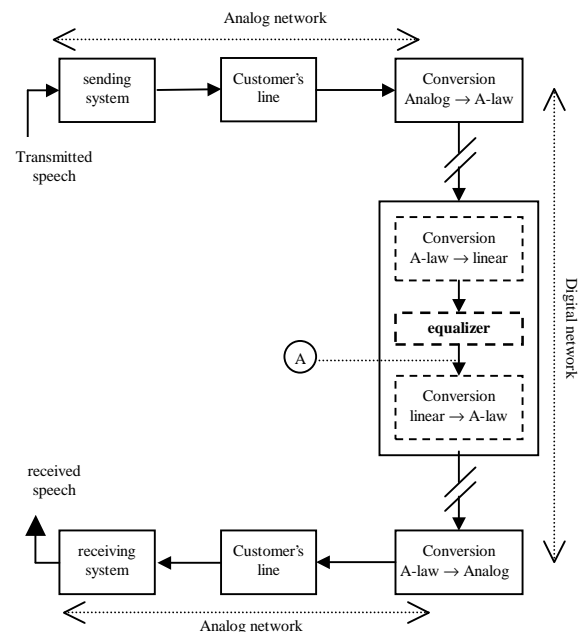 Analog network
sending
system
Customer's
line
Conversion
Analog → A-law
Transmitted
speech
Conversion
A-law → linear
equalizer
A
Conversion
linear → A-law
Digital network
received
speech
receiving
system
Customer's
line
Conversion
A-law → Analog
Analog network